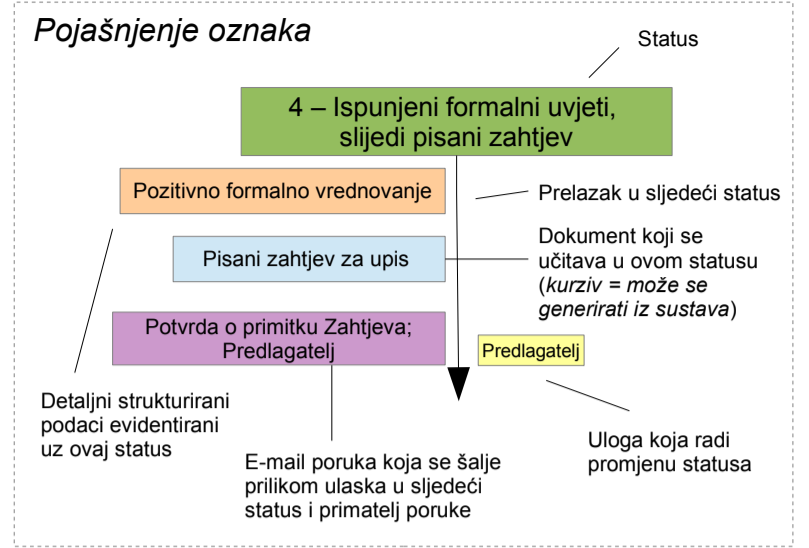 Pojašnjenje oznaka
Status
4 – Ispunjeni formalni uvjeti,
slijedi pisani zahtjev
Pozitivno formalno vrednovanje
Prelazak u sljedeći status
Pisani zahtjev za upis
Dokument koji se
učitava u ovom statusu
(kurziv = može se
generirati iz sustava)
Potvrda o primitku Zahtjeva;
Predlagatelj
Predlagatelj
Detaljni strukturirani
podaci evidentirani
uz ovaj status
E-mail poruka koja se šalje
prilikom ulaska u sljedeći
status i primatelj poruke
Uloga koja radi
promjenu statusa